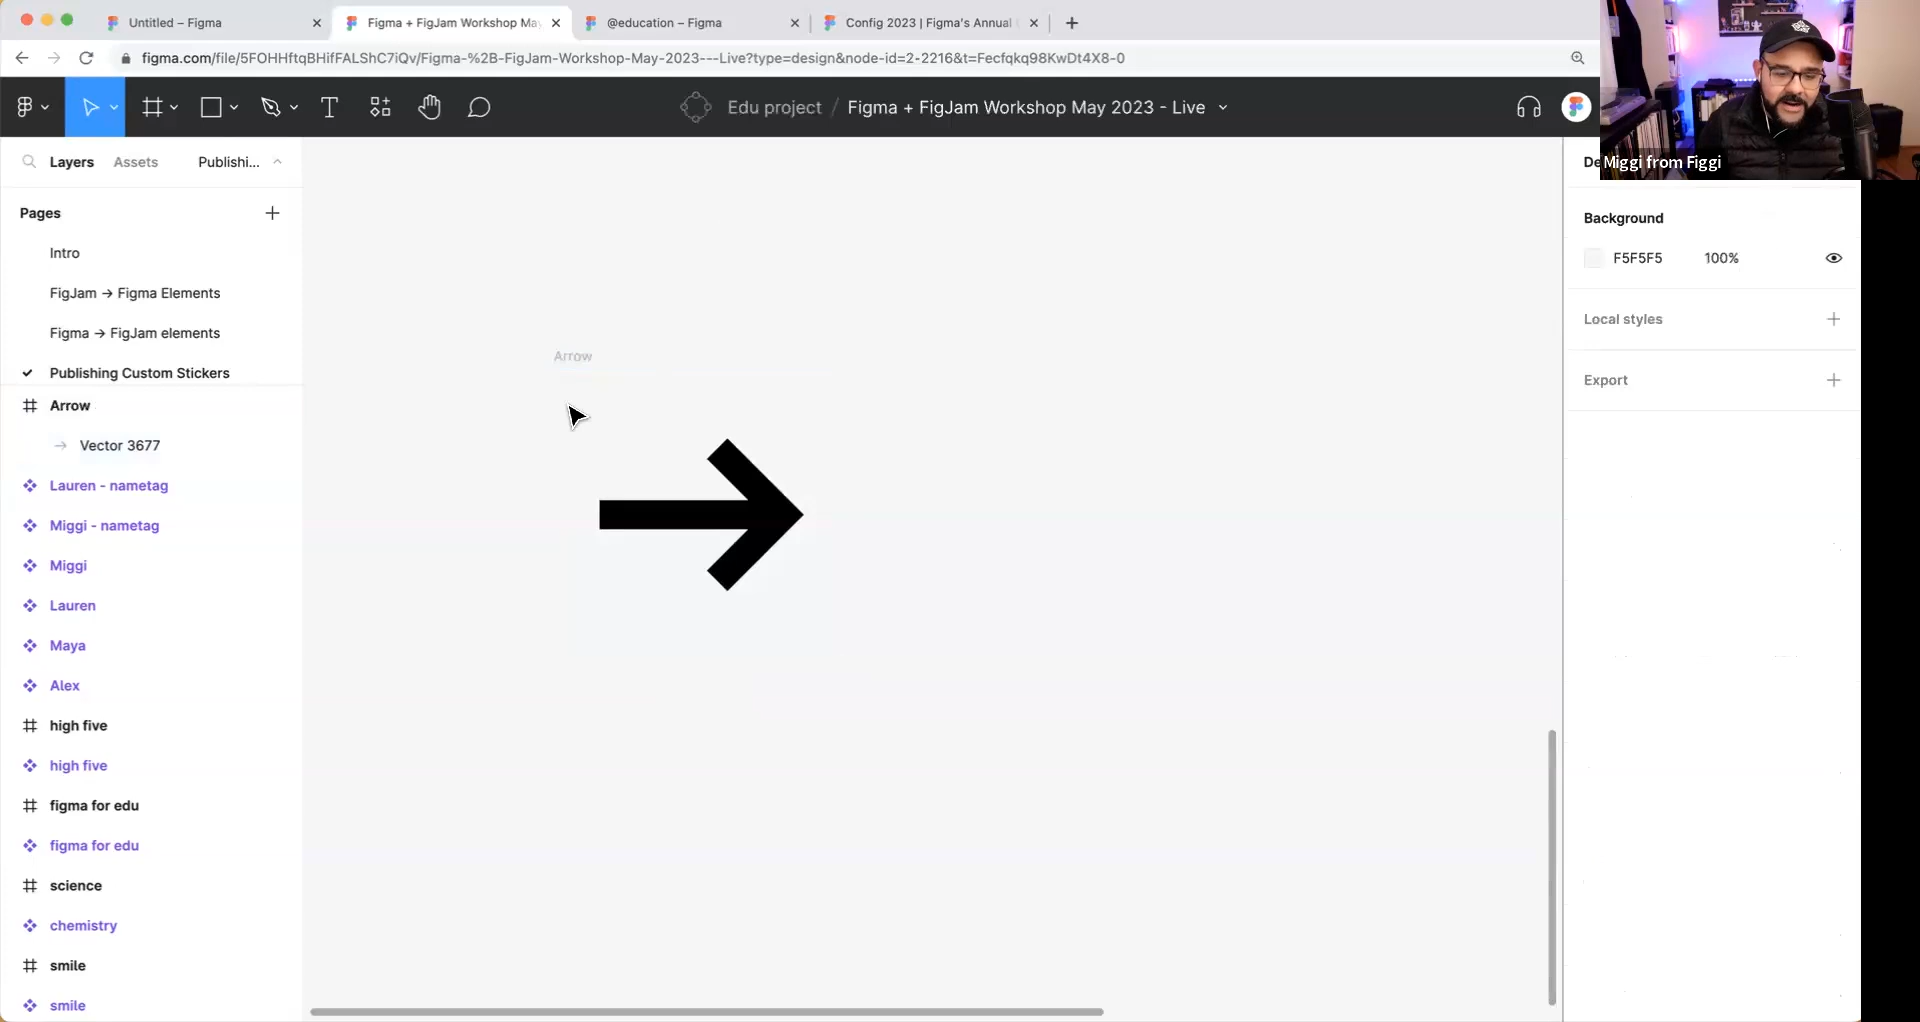 Untitled – Figma
Figma + FigJam Workshop Ma
@education – Figma
Config 2023 | Figma's Annual
figma.com/file/5FOHHftqBHifFALShC7iQv/Figma-%2B-FigJam-Workshop-May-2023---Live?type=design&node-id=2-2216&t=Fecfqkq98KwDt4X8-0
Edu project / Figma + FigJam Workshop May 2023 - Live
Miggi from Figgi
Layers
Assets
Publishi...
De
Pages
Intro
FigJam → Figma Elements
Figma → FigJam elements
Publishing Custom Stickers
Arrow
Vector 3677
Lauren - nametag
Miggi - nametag
Miggi
Lauren
Maya
Alex
high five
high five
figma for edu
figma for edu
science
chemistry
smile
smile
Arrow
Background
F5F5F5 100%
Local styles
Export